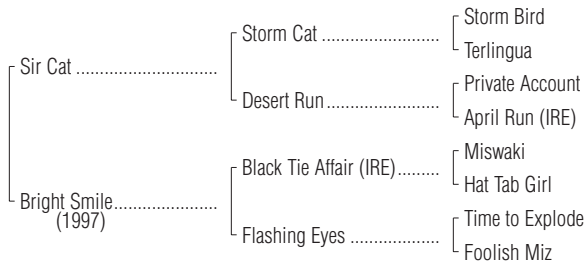 Storm Bird
Storm Cat ........................
Terlingua
Sir Cat .............................
Private Account
Desert Run.......................
April Run (IRE)
Miswaki
Black Tie Affair (IRE).........
Hat Tab Girl
Bright Smile.....................
(1997)
Time to Explode
Flashing Eyes ..................
Foolish Miz